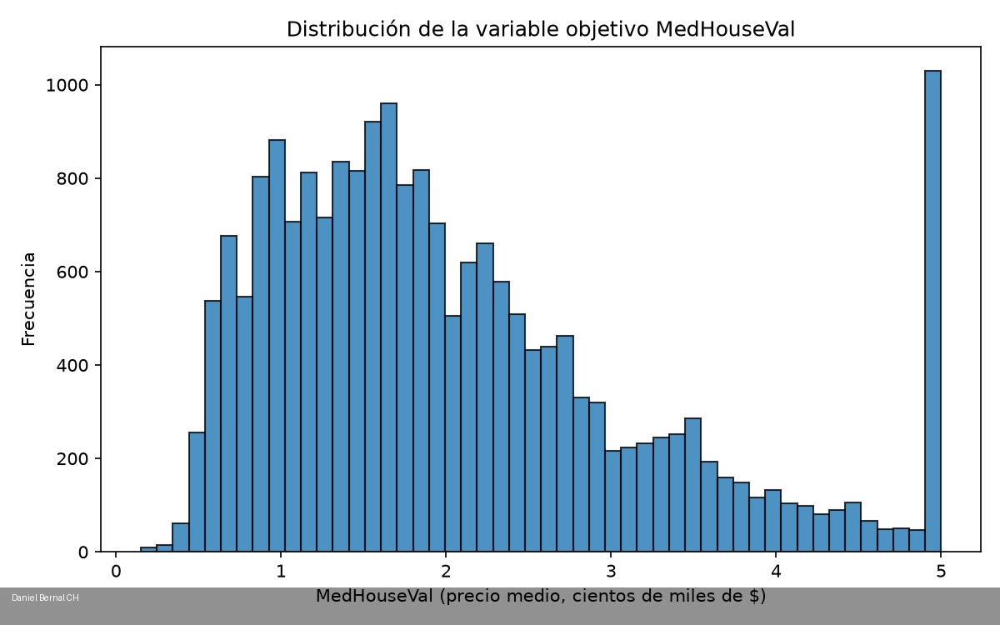 Distribución de la variable objetivo MedHouseVal
Frecuencia
1000
800
600
400
200
0
0 1 2 3 4 5
MedHouseVal (precio medio, cientos de miles de $)
Daniel Bernal CH